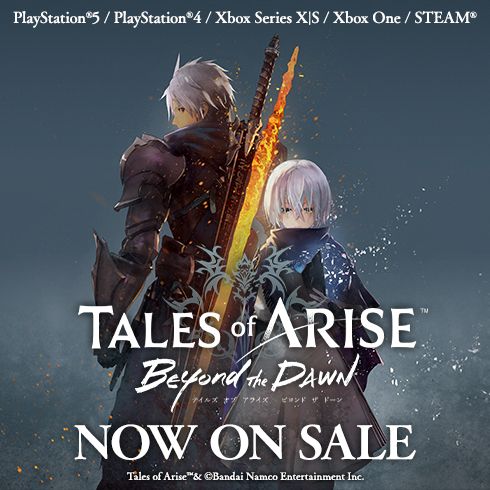 PlayStation®5 / PlayStation®4 / Xbox Series X|S / Xbox One / STEAM®
TALES of ARISE™
Beyond the DAWN
テイルズ オブ アライズ ビヨンド ザ ドーン
NOW ON SALE
Tales of Arise™& ©Bandai Namco Entertainment Inc.